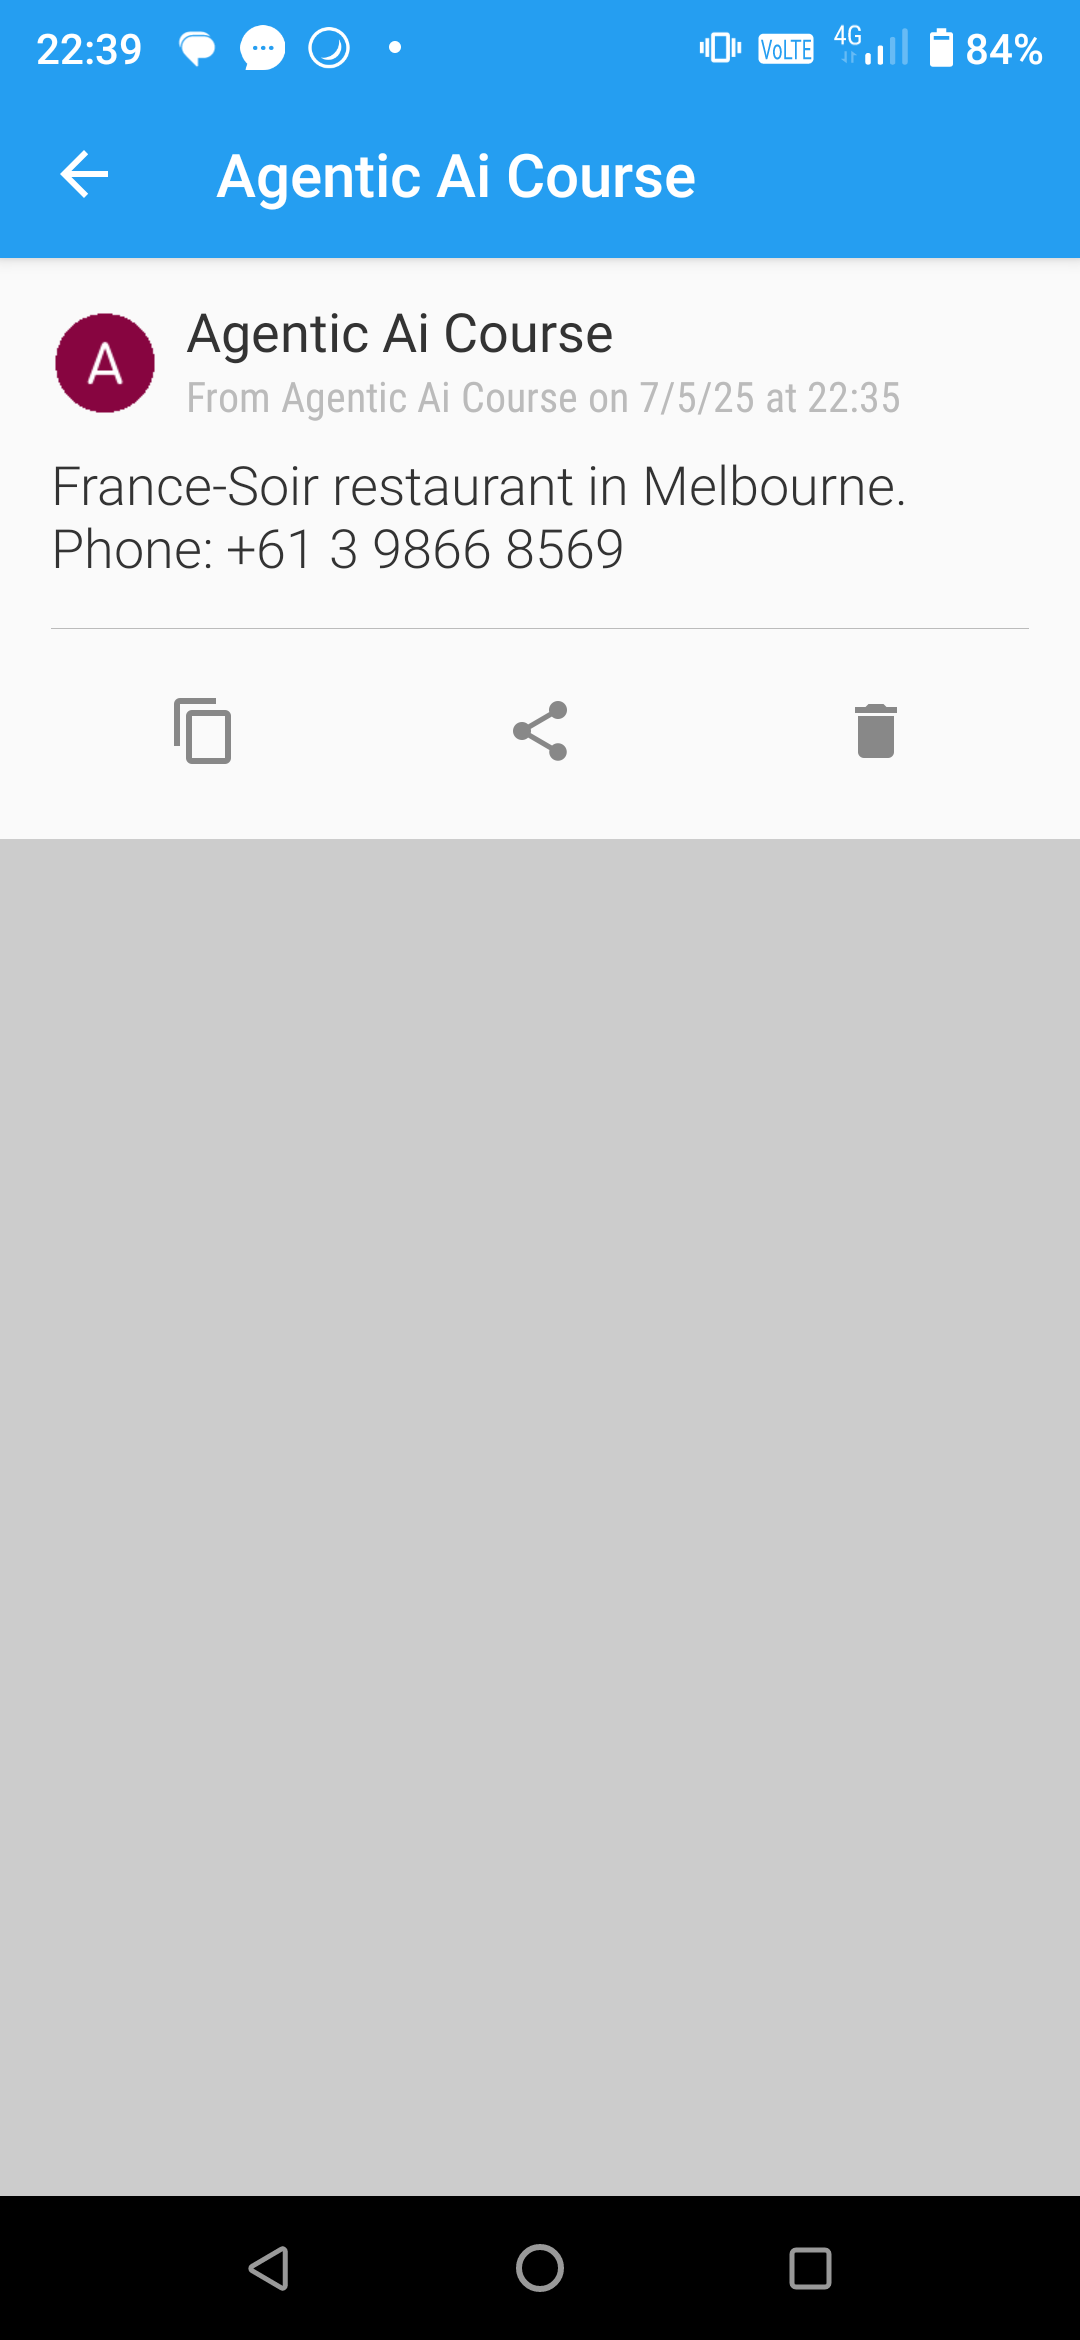 22:39
VoLTE 4G 84%
Agentic Ai Course
A
Agentic Ai Course
From Agentic Ai Course on 7/5/25 at 22:35
France-Soir restaurant in Melbourne.
Phone: +61 3 9866 8569